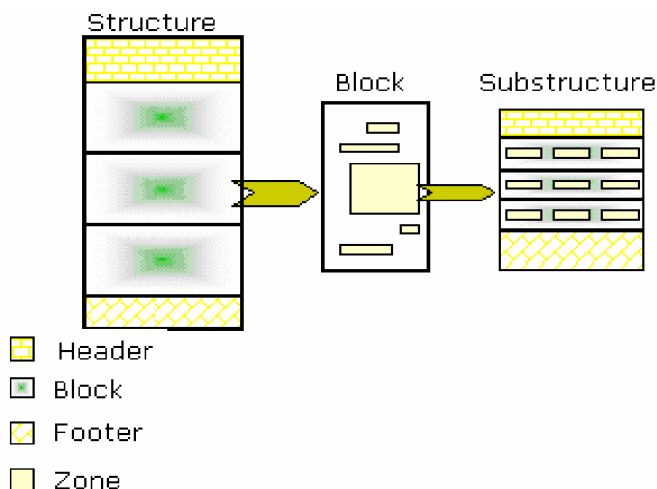 Structure
Block
Substructure
Header
Block
Footer
Zone